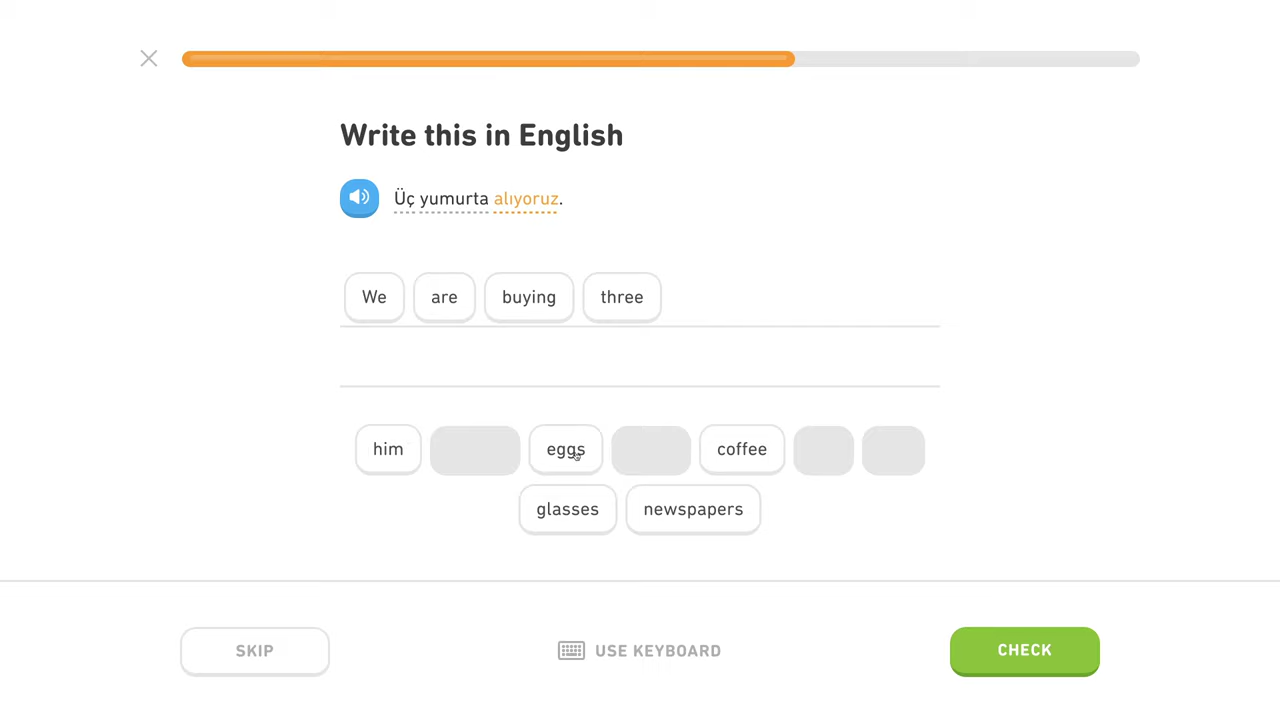 Write this in English
Üç yumurta alıyoruz.
We are buying three
him eggs coffee
glasses newspapers
SKIP USE KEYBOARD CHECK